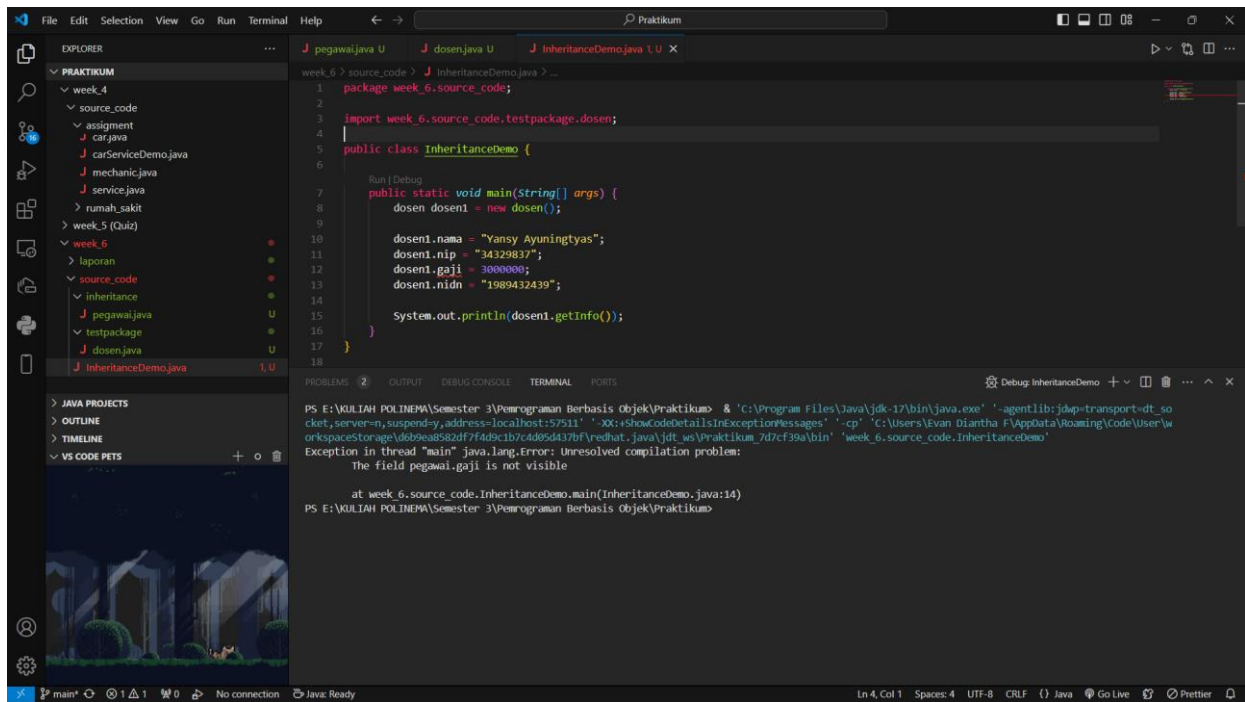 File Edit Selection View Go Run Terminal Help
Praktikum
EXPLORER
PRAKTIKUM
week_4
source_code
assigment
J car.java
J carServiceDemo.java
J mechanic.java
J service.java
rumah_sakit
week_5 (Quiz)
week_6
laporan
source_code
inheritance
J pegawai.java U
testpackage
J dosen.java U
J InheritanceDemo.java 1, U
JAVA PROJECTS
OUTLINE
TIMELINE
VS CODE PETS
16
J pegawai.java U J dosen.java U J InheritanceDemo.java 1, U
week_6 > source_code > J InheritanceDemo.java > ...
1 package week_6.source_code;
2
3 import week_6.source_code.testpackage.dosen;
4
5 public class InheritanceDemo {
6
Run | Debug
7 public static void main(String[] args) {
8 dosen dosen1 = new dosen();
9
10 dosen1.nama = "Yansy Ayuningtyas";
11 dosen1.nip = "34329837";
12 dosen1.gaji = 3000000;
13 dosen1.nidn = "1989432439";
14
15 System.out.println(dosen1.getInfo());
16 }
17 }
18
PROBLEMS 2 OUTPUT DEBUG CONSOLE TERMINAL PORTS
Debug: InheritanceDemo
PS E:\KULIAH POLINEMA\Semester 3\Pemrograman Berbasis Objek\Praktikum> & 'C:\Program Files\Java\jdk-17\bin\java.exe' '-agentlib:jdwp=transport=dt_so
cket,server=n,suspend=y,address=localhost:57511' '-XX:+ShowCodeDetailsInExceptionMessages' '-cp' 'C:\Users\Evan Diantha F\AppData\Roaming\Code\User\w
orkspaceStorage\d6b9ea8582df7f4d9c1b7c4d05d437bf\redhat.java\jdt_ws\Praktikum_7d7cf39a\bin' 'week_6.source_code.InheritanceDemo'
Exception in thread "main" java.lang.Error: Unresolved compilation problem:
The field pegawai.gaji is not visible
at week_6.source_code.InheritanceDemo.main(InheritanceDemo.java:14)
PS E:\KULIAH POLINEMA\Semester 3\Pemrograman Berbasis Objek\Praktikum>
main* 1 1 0 No connection Java: Ready
Ln 4, Col 1 Spaces: 4 UTF-8 CRLF {} Java Go Live Prettier